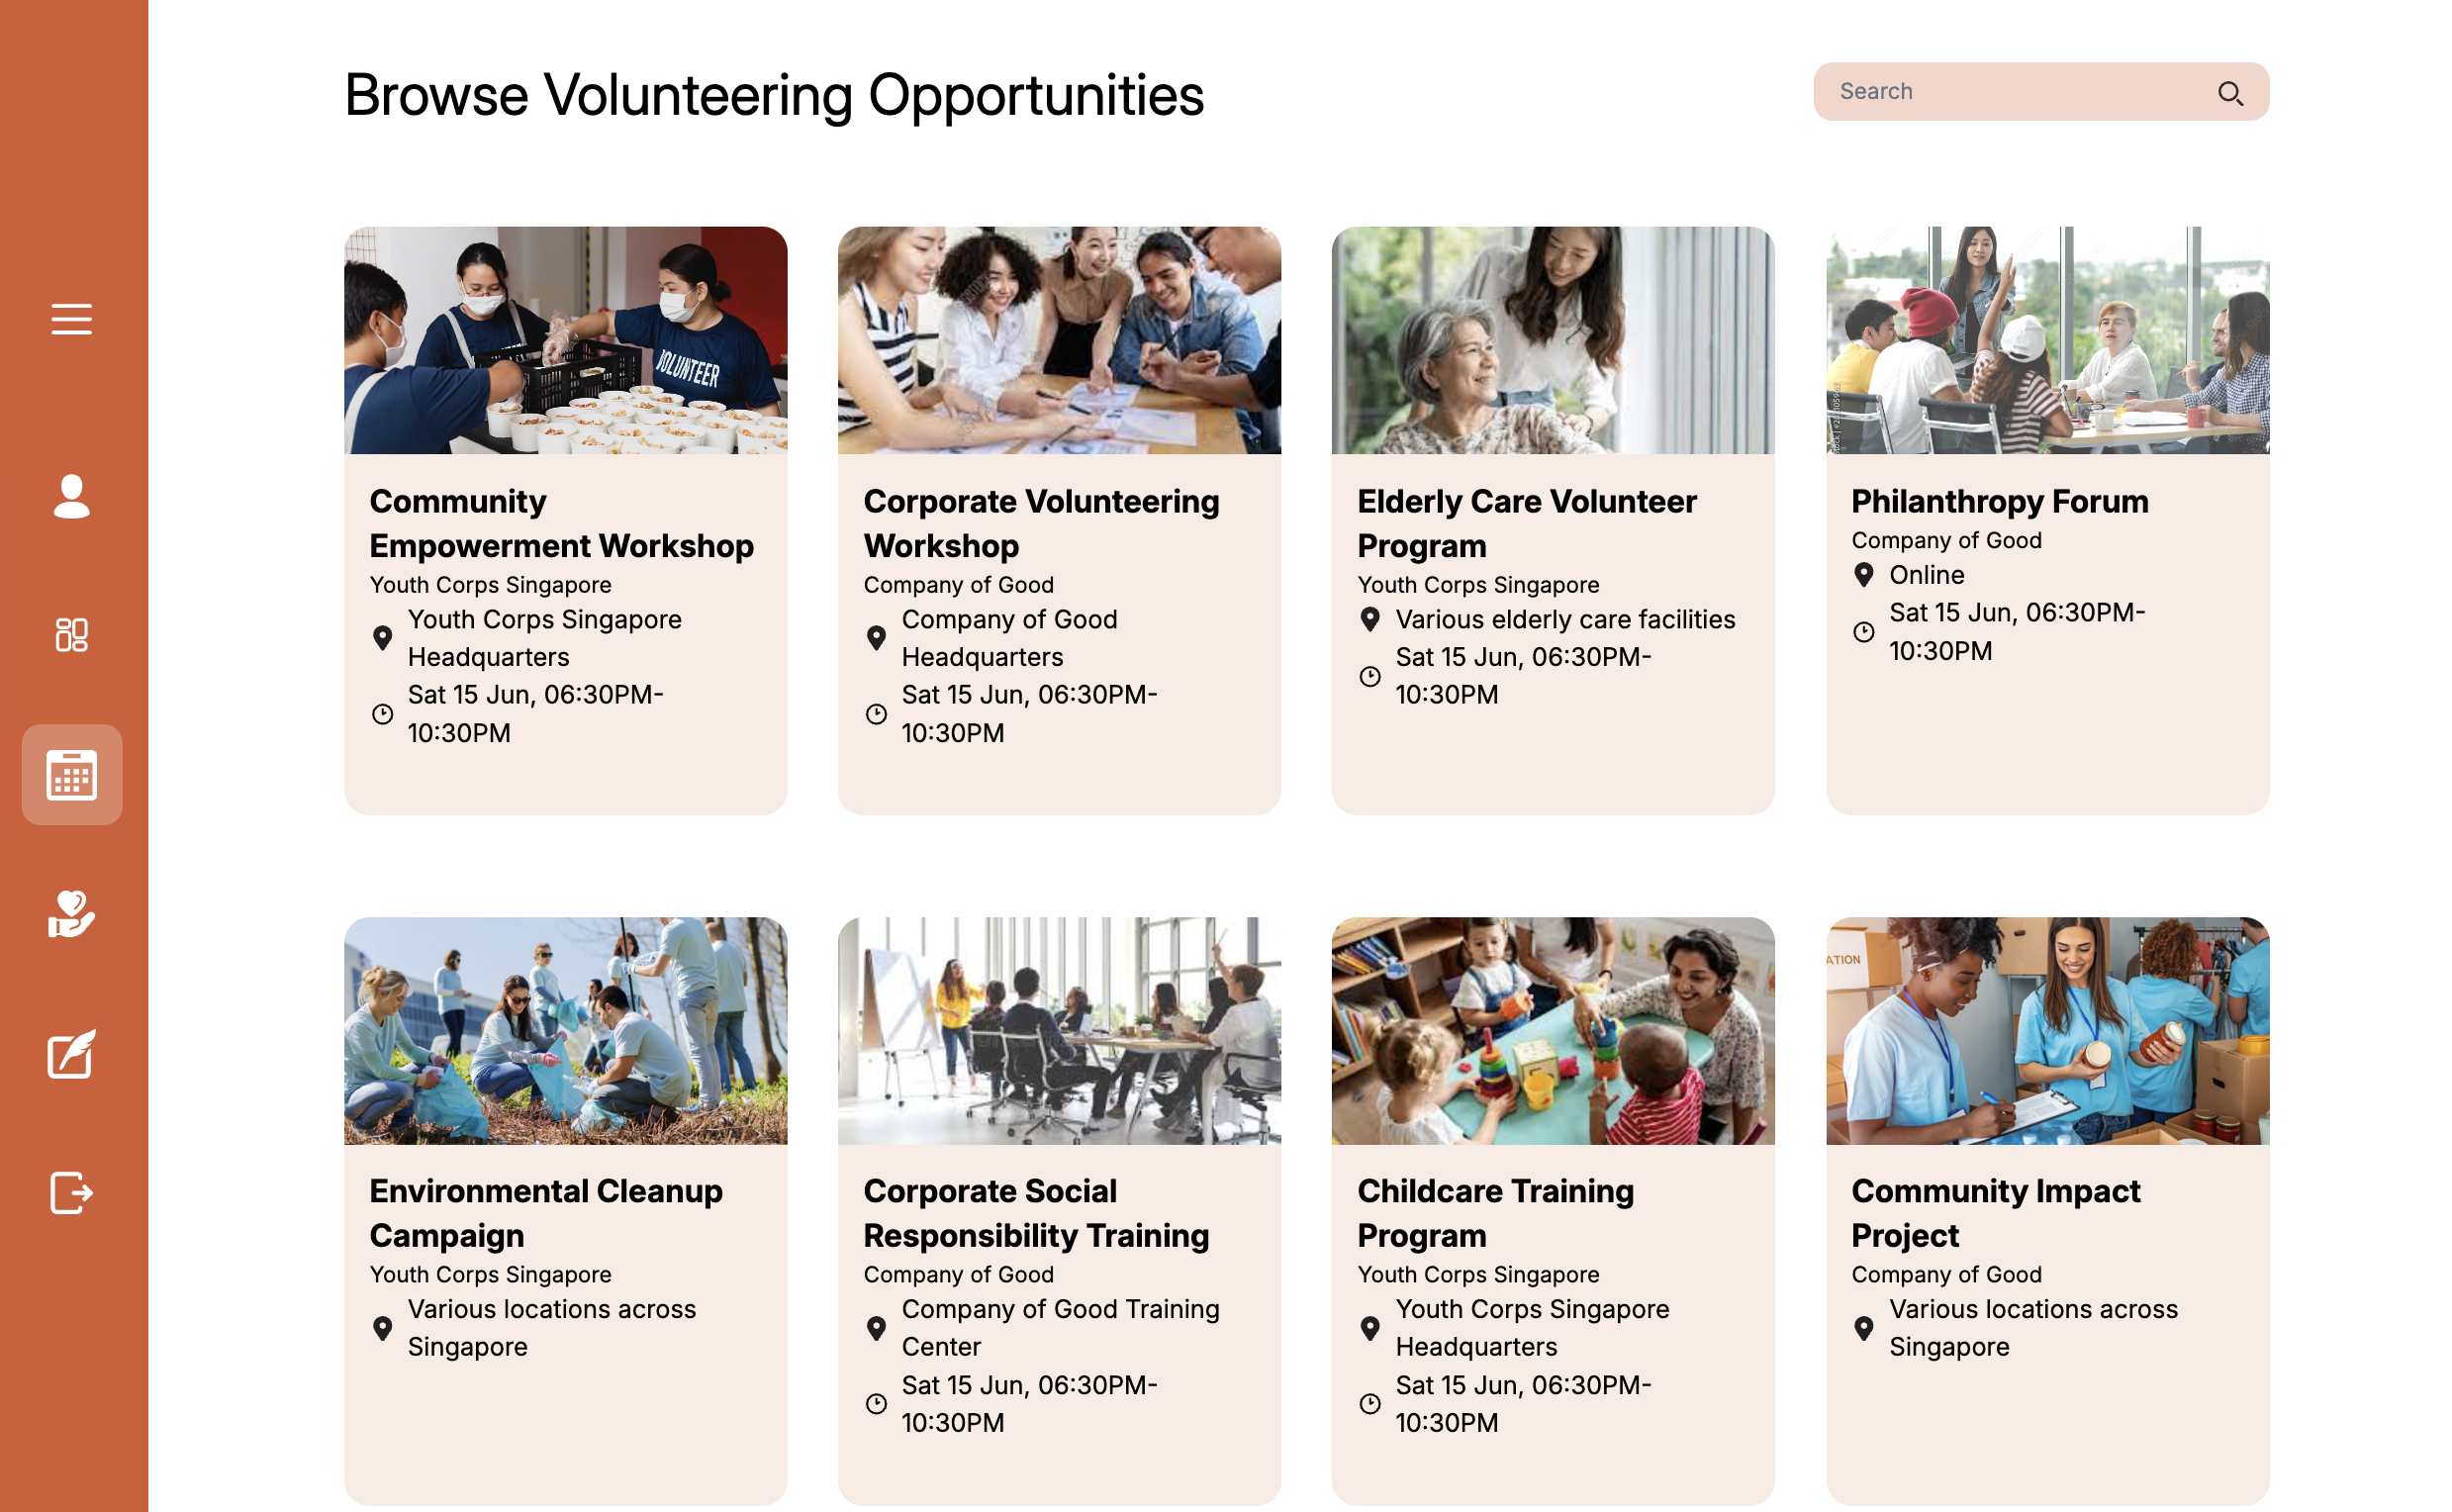 Browse Volunteering Opportunities
Search
VOLUNTEER
Community
Empowerment Workshop
Youth Corps Singapore
Youth Corps Singapore
Headquarters
Sat 15 Jun, 06:30PM-
10:30PM
Corporate Volunteering
Workshop
Company of Good
Company of Good
Headquarters
Sat 15 Jun, 06:30PM-
10:30PM
Elderly Care Volunteer
Program
Youth Corps Singapore
Various elderly care facilities
Sat 15 Jun, 06:30PM-
10:30PM
Philanthropy Forum
Company of Good
Online
Sat 15 Jun, 06:30PM-
10:30PM
ATION
Environmental Cleanup
Campaign
Youth Corps Singapore
Various locations across
Singapore
Corporate Social
Responsibility Training
Company of Good
Company of Good Training
Center
Sat 15 Jun, 06:30PM-
10:30PM
Childcare Training
Program
Youth Corps Singapore
Youth Corps Singapore
Headquarters
Sat 15 Jun, 06:30PM-
10:30PM
Community Impact
Project
Company of Good
Various locations across
Singapore